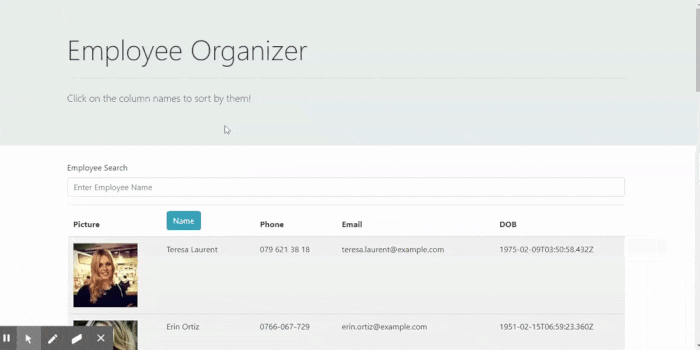 Employee Organizer
Click on the column names to sort by them!
Employee Search
Enter Employee Name
Picture Name Phone Email DOB
Teresa Laurent 079 621 38 18 teresa.laurent@example.com 1975-02-09T03:50:58.432Z
Erin Ortiz 0766-067-729 erin.ortiz@example.com 1951-02-15T06:59:23.360Z